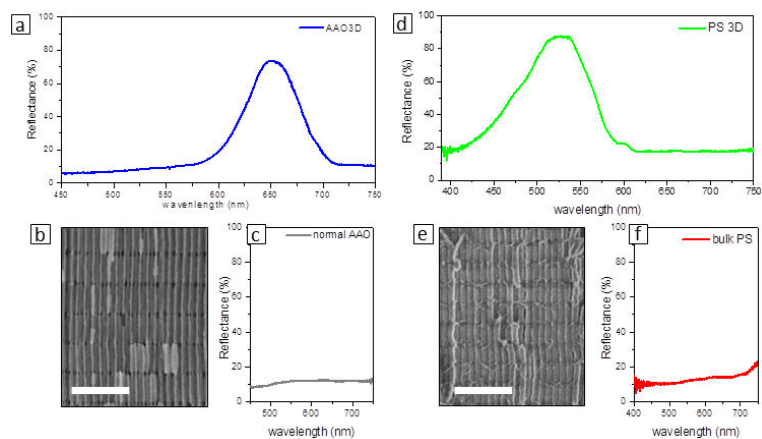 a
AAO3D
Reflectance (%)
100
80
60
40
20
0
450 500 550 600 650 700 750
wavelength (nm)
d
PS 3D
Reflectance (%)
100
80
60
40
20
0
400 450 500 550 600 650 700 750
wavelength (nm)
b
c
normal AAO
Reflectance (%)
100
80
60
40
20
0
500 600 700
wavelength (nm)
e
f
bulk PS
Reflectance (%)
100
80
60
40
20
0
400 500 600 700
wavelength (nm)